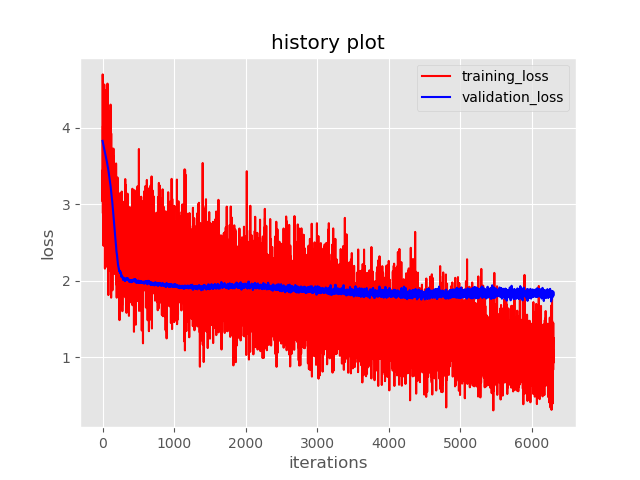 history plot
training_loss
validation_loss
4
3
2
1
loss
0 1000 2000 3000 4000 5000 6000
iterations